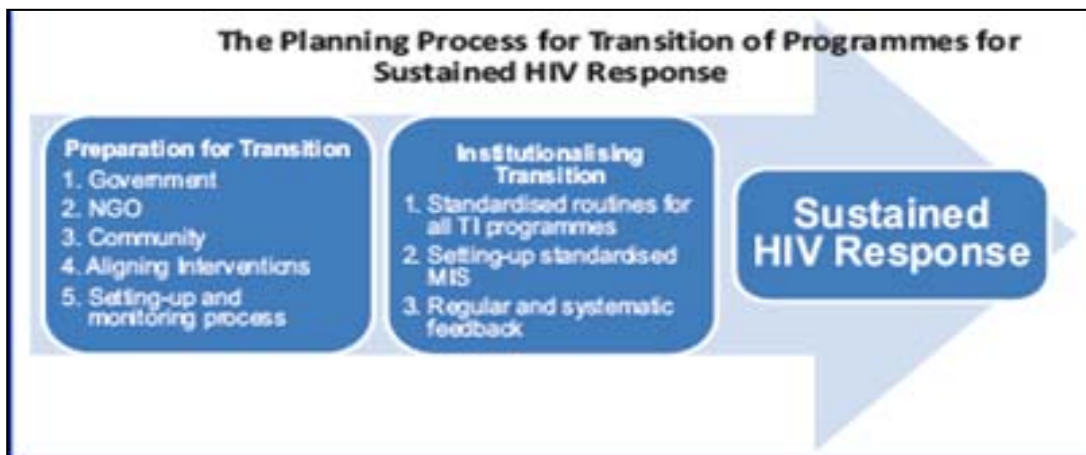 The Planning Process for Transition of Programmes for
Sustained HIV Response
Preparation for Transition
1. Government
2. NGO
3. Community
4. Aligning Interventions
5. Setting-up and
monitoring process
Institutionalising
Transition
1. Standardised routines for
all TI programmes
2. Setting-up standardised
MIS
3. Regular and systematic
feedback
Sustained
HIV Response